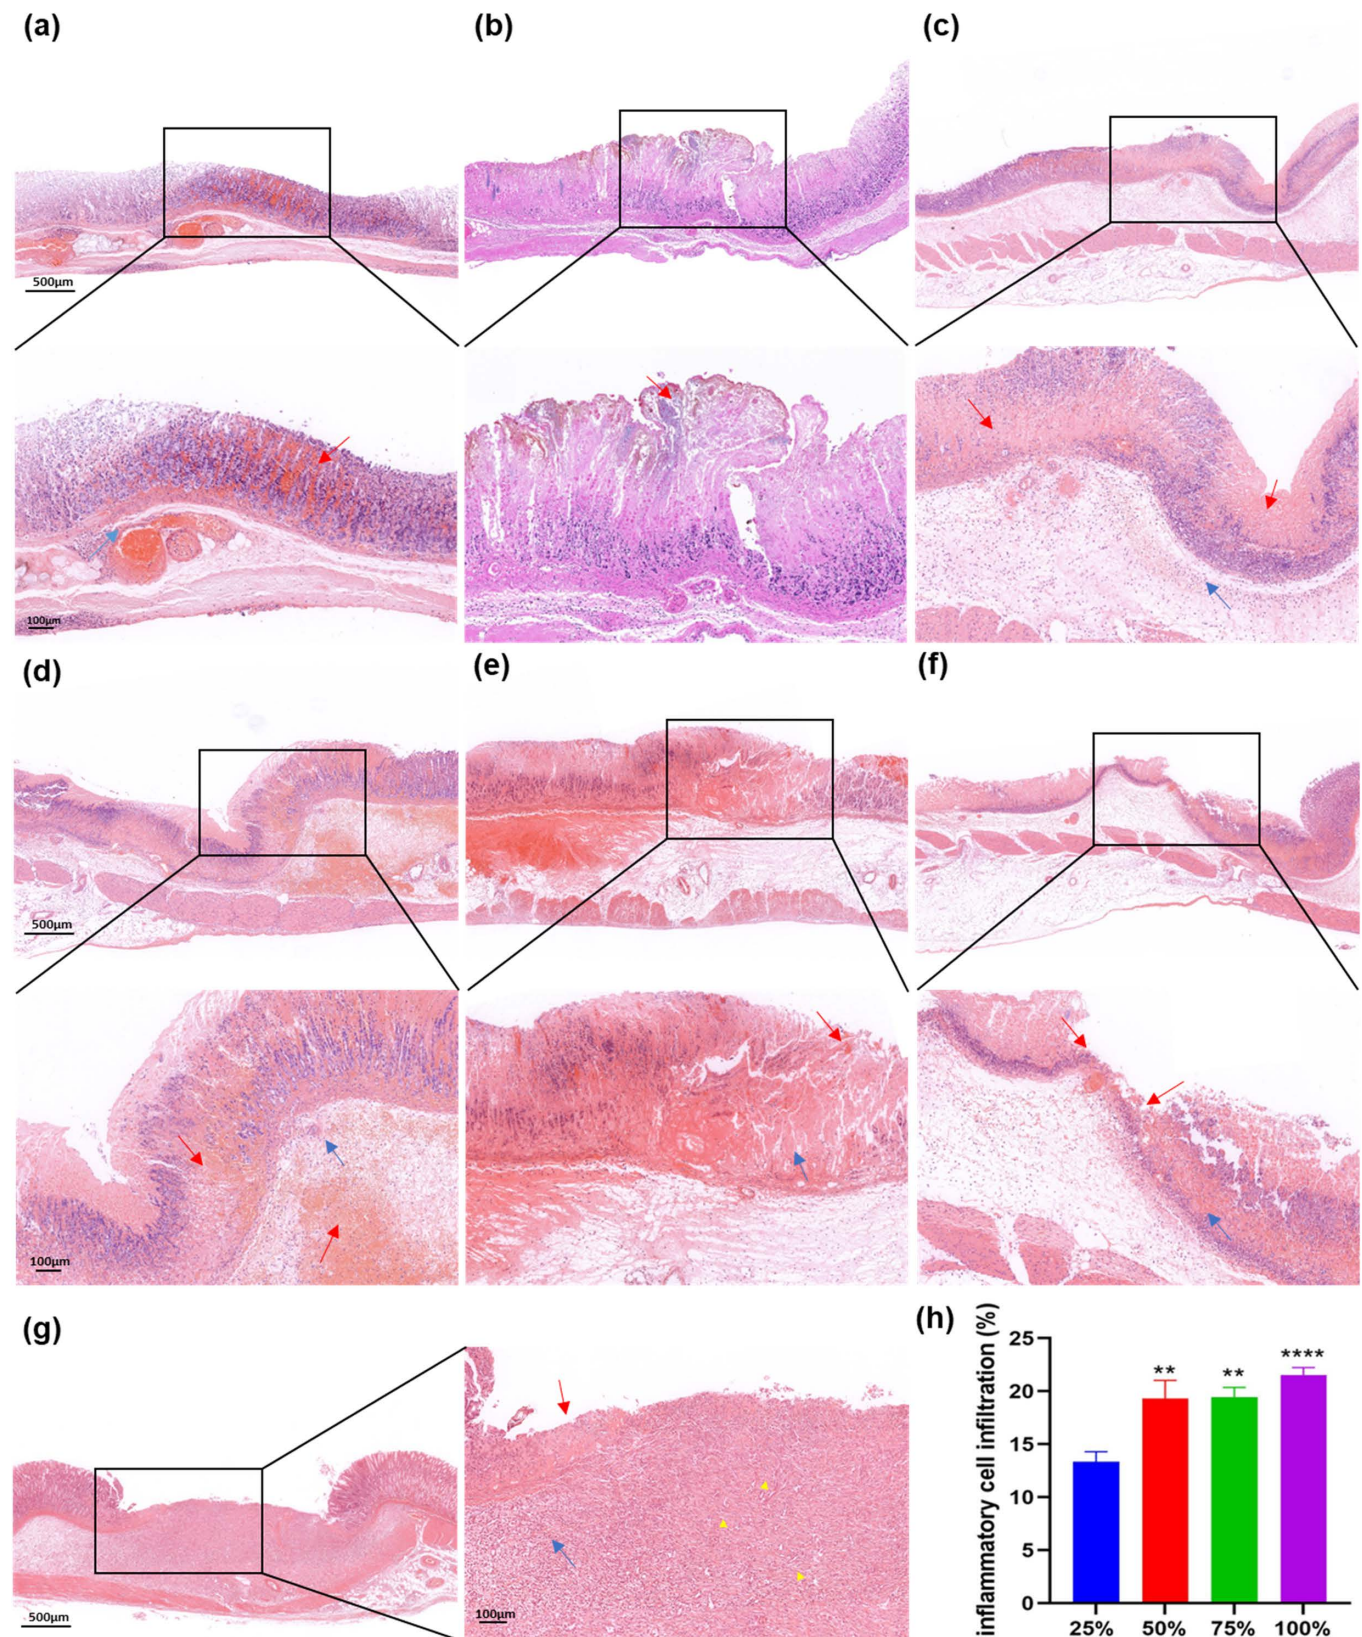 (a)
(b)
(c)
500μm
100μm
(d)
(e)
(f)
500μm
100μm
(g)
(h)
500μm
100μm
inflammatory cell infiltration (%)
25
20
15
10
5
0
**
**
****
25%
50%
75%
100%